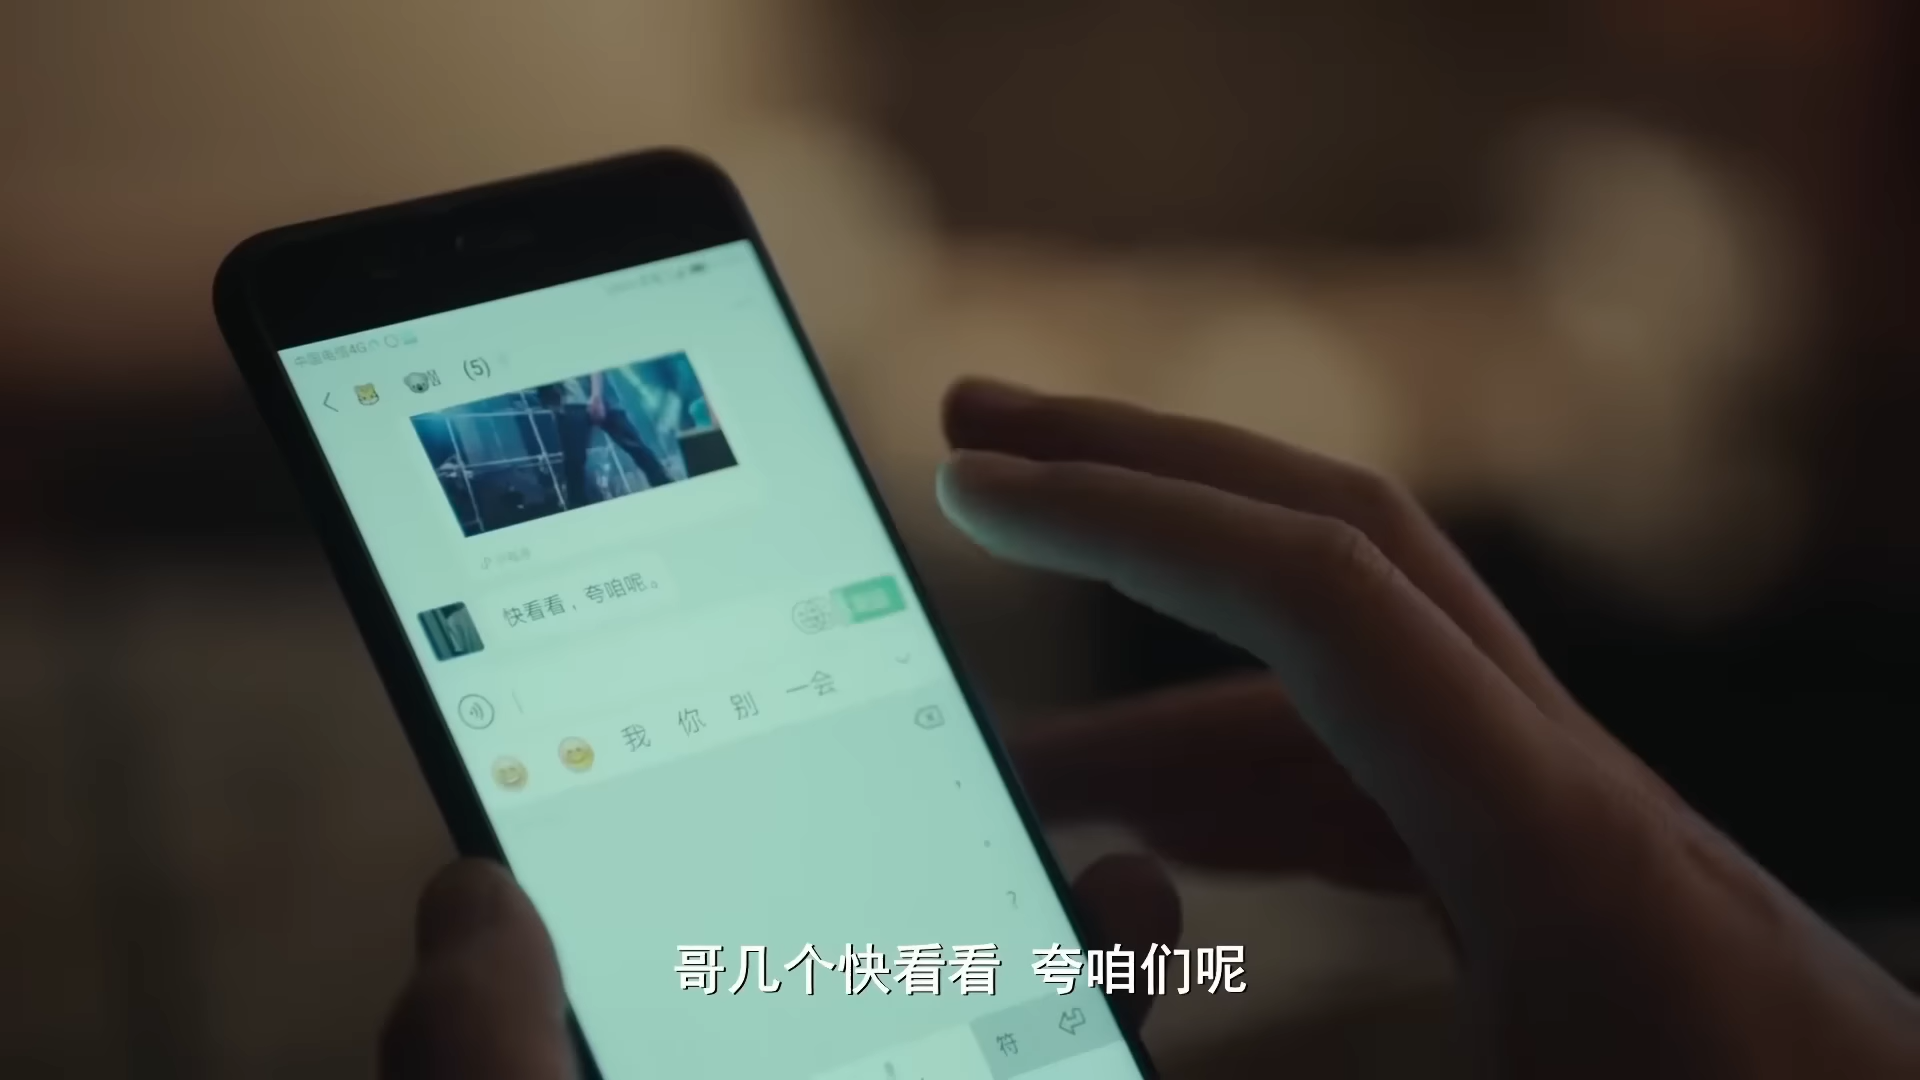 中国电信4G
(5)
快看看，夸咱呢。
我 你 别 一会
，
。
？
哥几个快看看 夸咱们呢
符